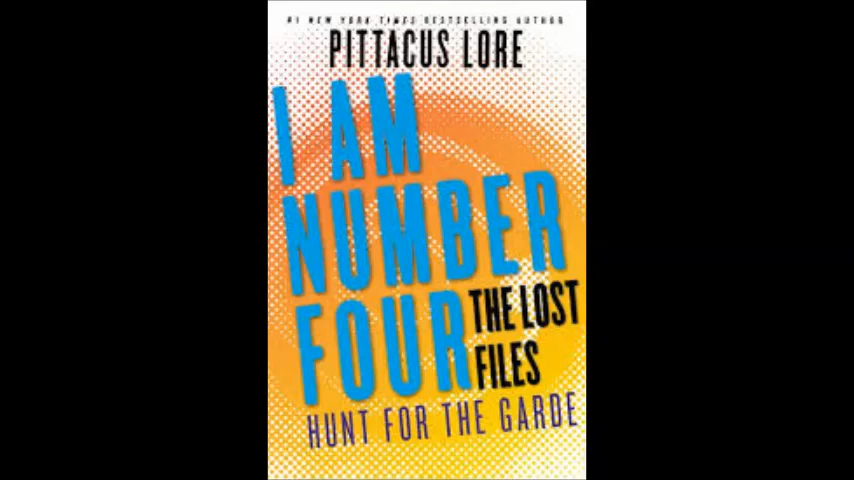 #1 NEW YORK TIMES BESTSELLING AUTHOR
PITTACUS LORE
I AM
NUMBER
FOUR
THE LOST
FILES
HUNT FOR THE GARDE